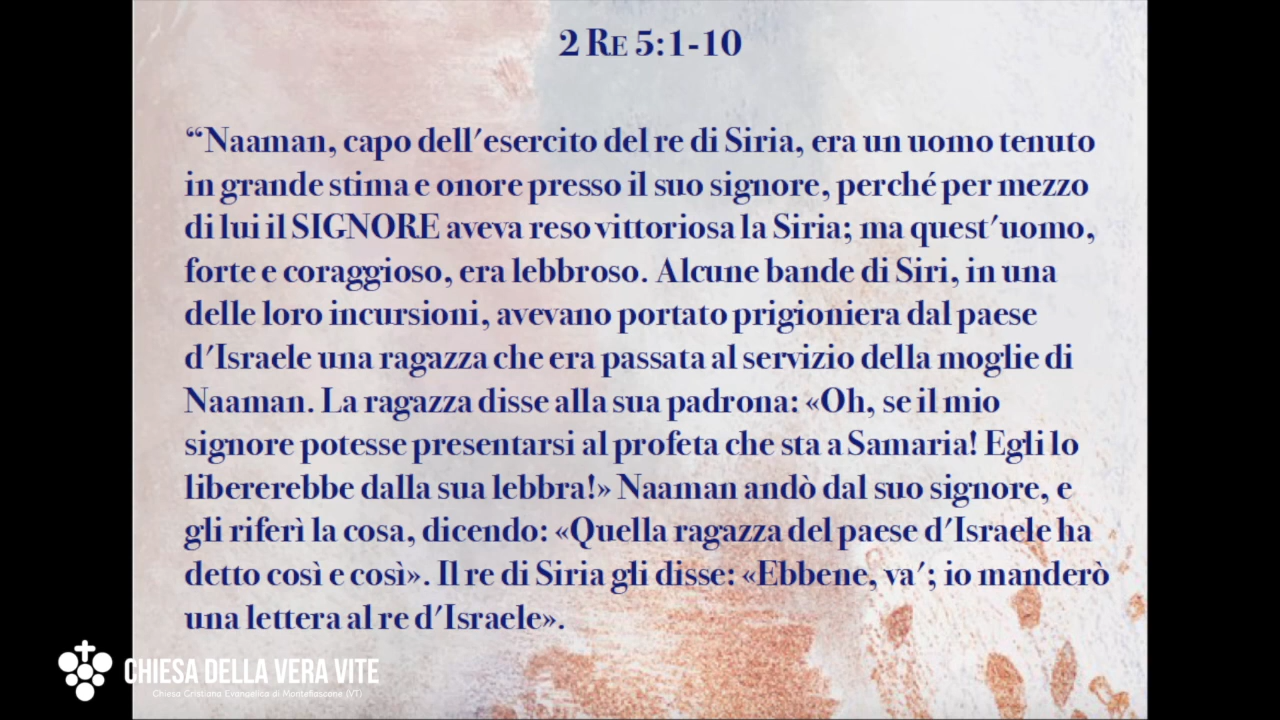 2 RE 5:1-10
“Naaman, capo dell'esercito del re di Siria, era un uomo tenuto
in grande stima e onore presso il suo signore, perché per mezzo
di lui il SIGNORE aveva reso vittoriosa la Siria; ma quest'uomo,
forte e coraggioso, era lebbroso. Alcune bande di Siri, in una
delle loro incursioni, avevano portato prigioniera dal paese
d'Israele una ragazza che era passata al servizio della moglie di
Naaman. La ragazza disse alla sua padrona: «Oh, se il mio
signore potesse presentarsi al profeta che sta a Samaria! Egli lo
libererebbe dalla sua lebbra!» Naaman andò dal suo signore, e
gli riferì la cosa, dicendo: «Quella ragazza del paese d'Israele ha
detto così e così». Il re di Siria gli disse: «Ebbene, va'; io manderò
una lettera al re d'Israele».
CHIESA DELLA VERA VITE
Chiesa Cristiana Evangelica di Montefiascone (VT)